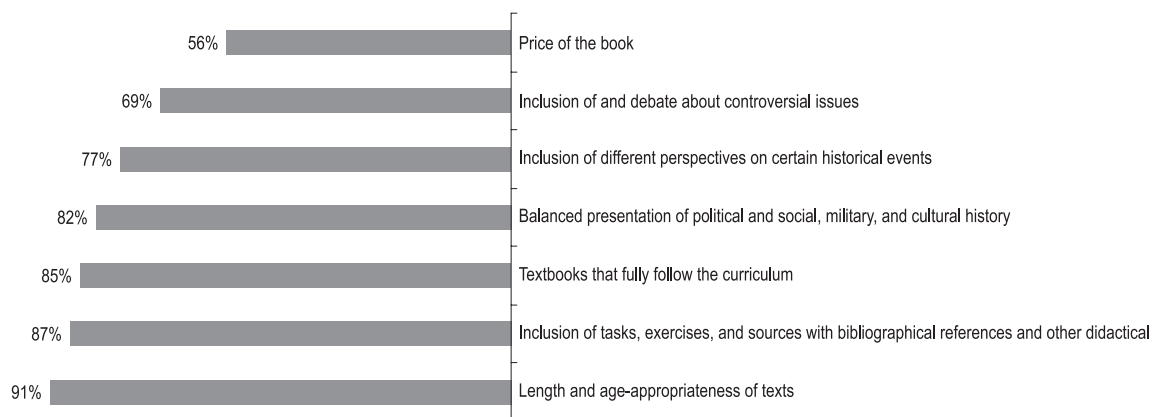 56% Price of the book
69% Inclusion of and debate about controversial issues
77% Inclusion of different perspectives on certain historical events
82% Balanced presentation of political and social, military, and cultural history
85% Textbooks that fully follow the curriculum
87% Inclusion of tasks, exercises, and sources with bibliographical references and other didactical
91% Length and age-appropriateness of texts